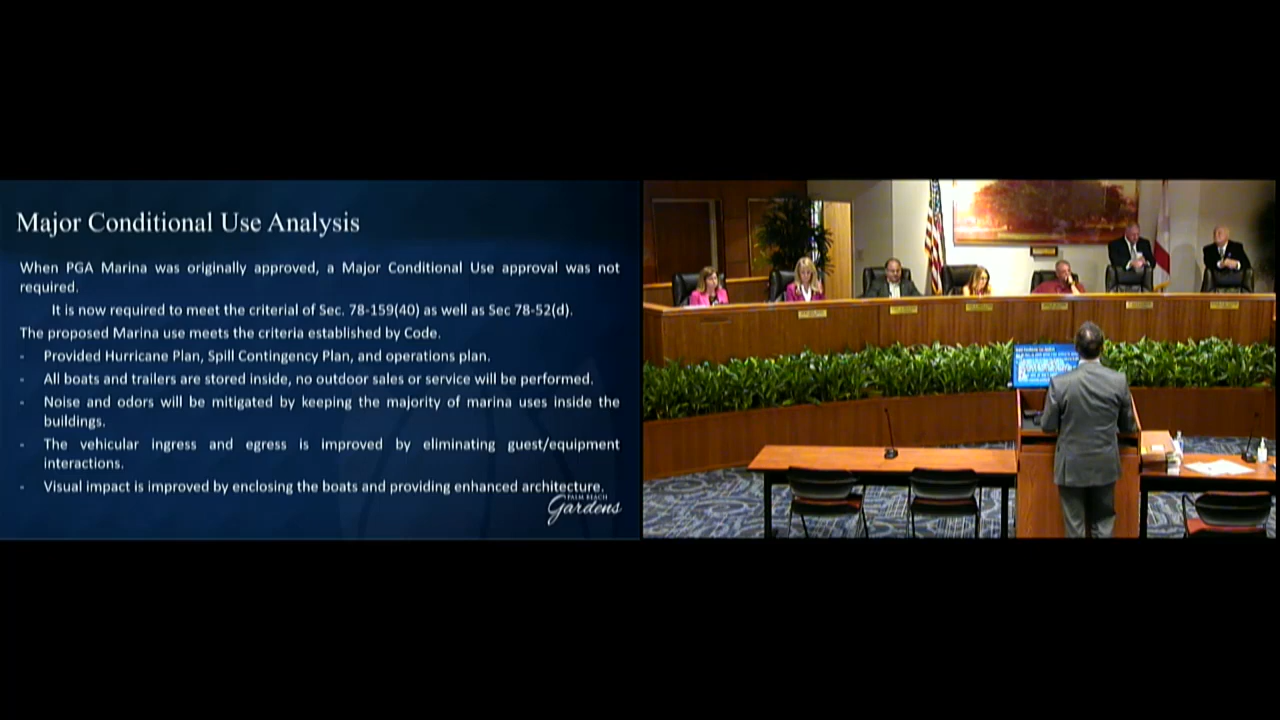 Major Conditional Use Analysis
When PGA Marina was originally approved, a Major Conditional Use approval was not
required.
It is now required to meet the criterial of Sec. 78-159(40) as well as Sec 78-52(d).
The proposed Marina use meets the criteria established by Code.
- Provided Hurricane Plan, Spill Contingency Plan, and operations plan.
- All boats and trailers are stored inside, no outdoor sales or service will be performed.
- Noise and odors will be mitigated by keeping the majority of marina uses inside the
buildings.
- The vehicular ingress and egress is improved by eliminating guest/equipment
interactions.
- Visual impact is improved by enclosing the boats and providing enhanced architecture.
PALM BEACH
Gardens